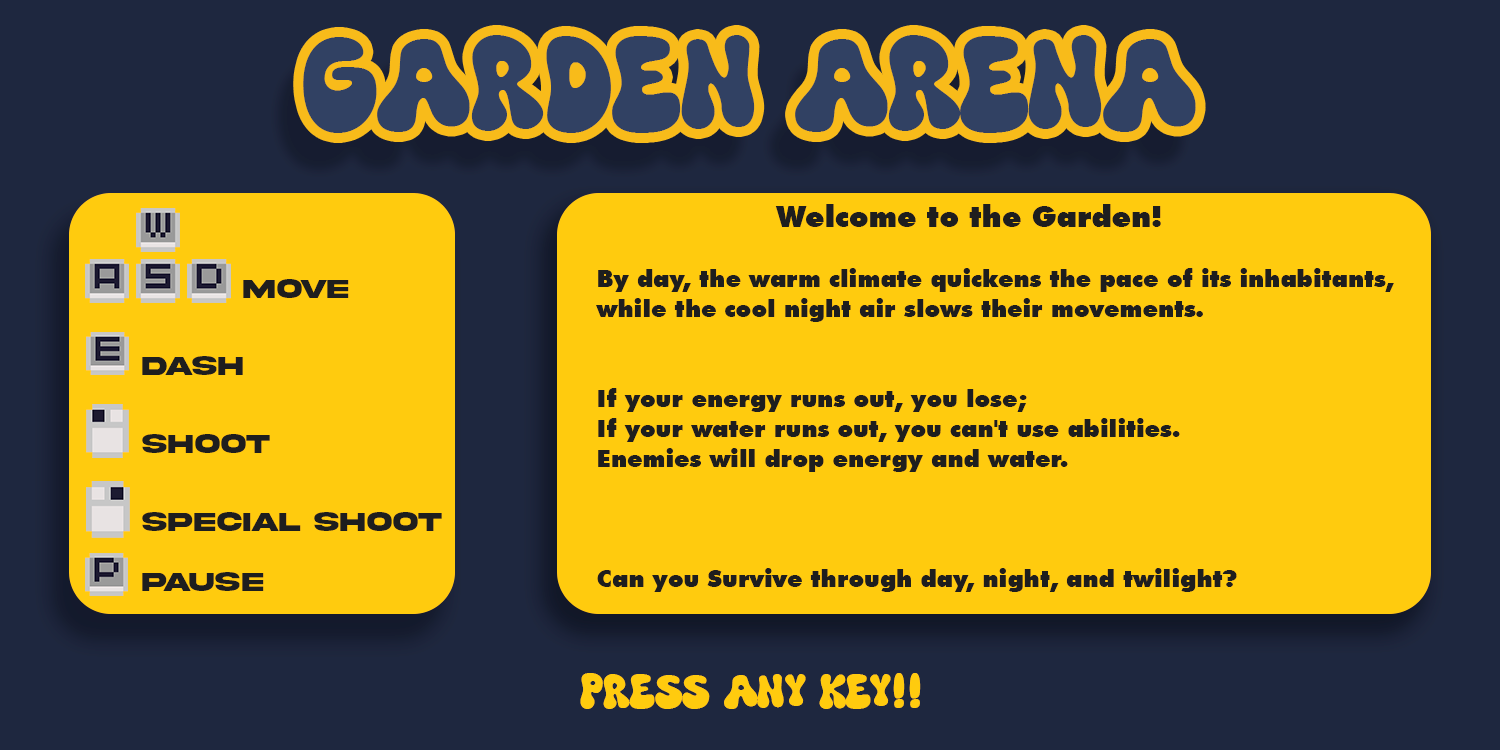 GARDEN ARENA
W
A S D MOVE
E DASH
SHOOT
SPECIAL SHOOT
P PAUSE
Welcome to the Garden!
By day, the warm climate quickens the pace of its inhabitants,
while the cool night air slows their movements.
If your energy runs out, you lose;
If your water runs out, you can't use abilities.
Enemies will drop energy and water.
Can you Survive through day, night, and twilight?
PRESS ANY KEY!!